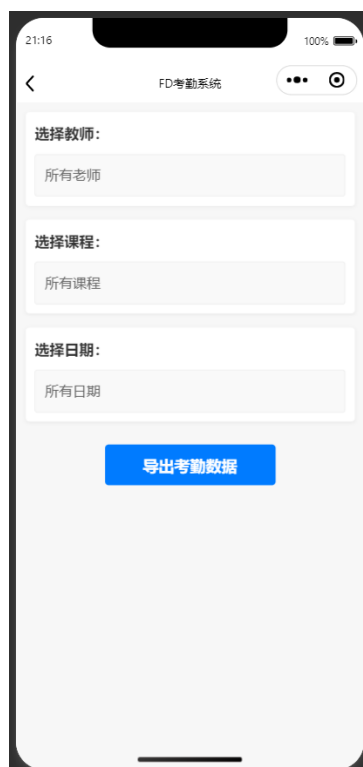 21:16
100%
FD考勤系统
选择教师：
所有老师
选择课程：
所有课程
选择日期：
所有日期
导出考勤数据